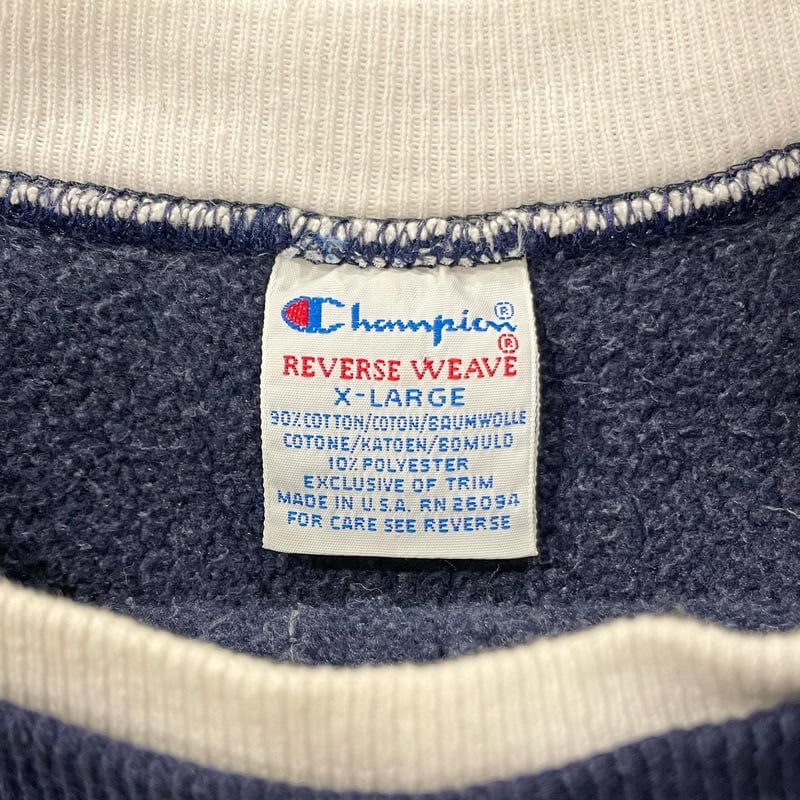 Champion®
REVERSE WEAVE®
X-LARGE
90% COTTON/COTON/BAUMWOLLE
COTONE/KATOEN/BOMULD
10% POLYESTER
EXCLUSIVE OF TRIM
MADE IN U.S.A. RN 26094
FOR CARE SEE REVERSE